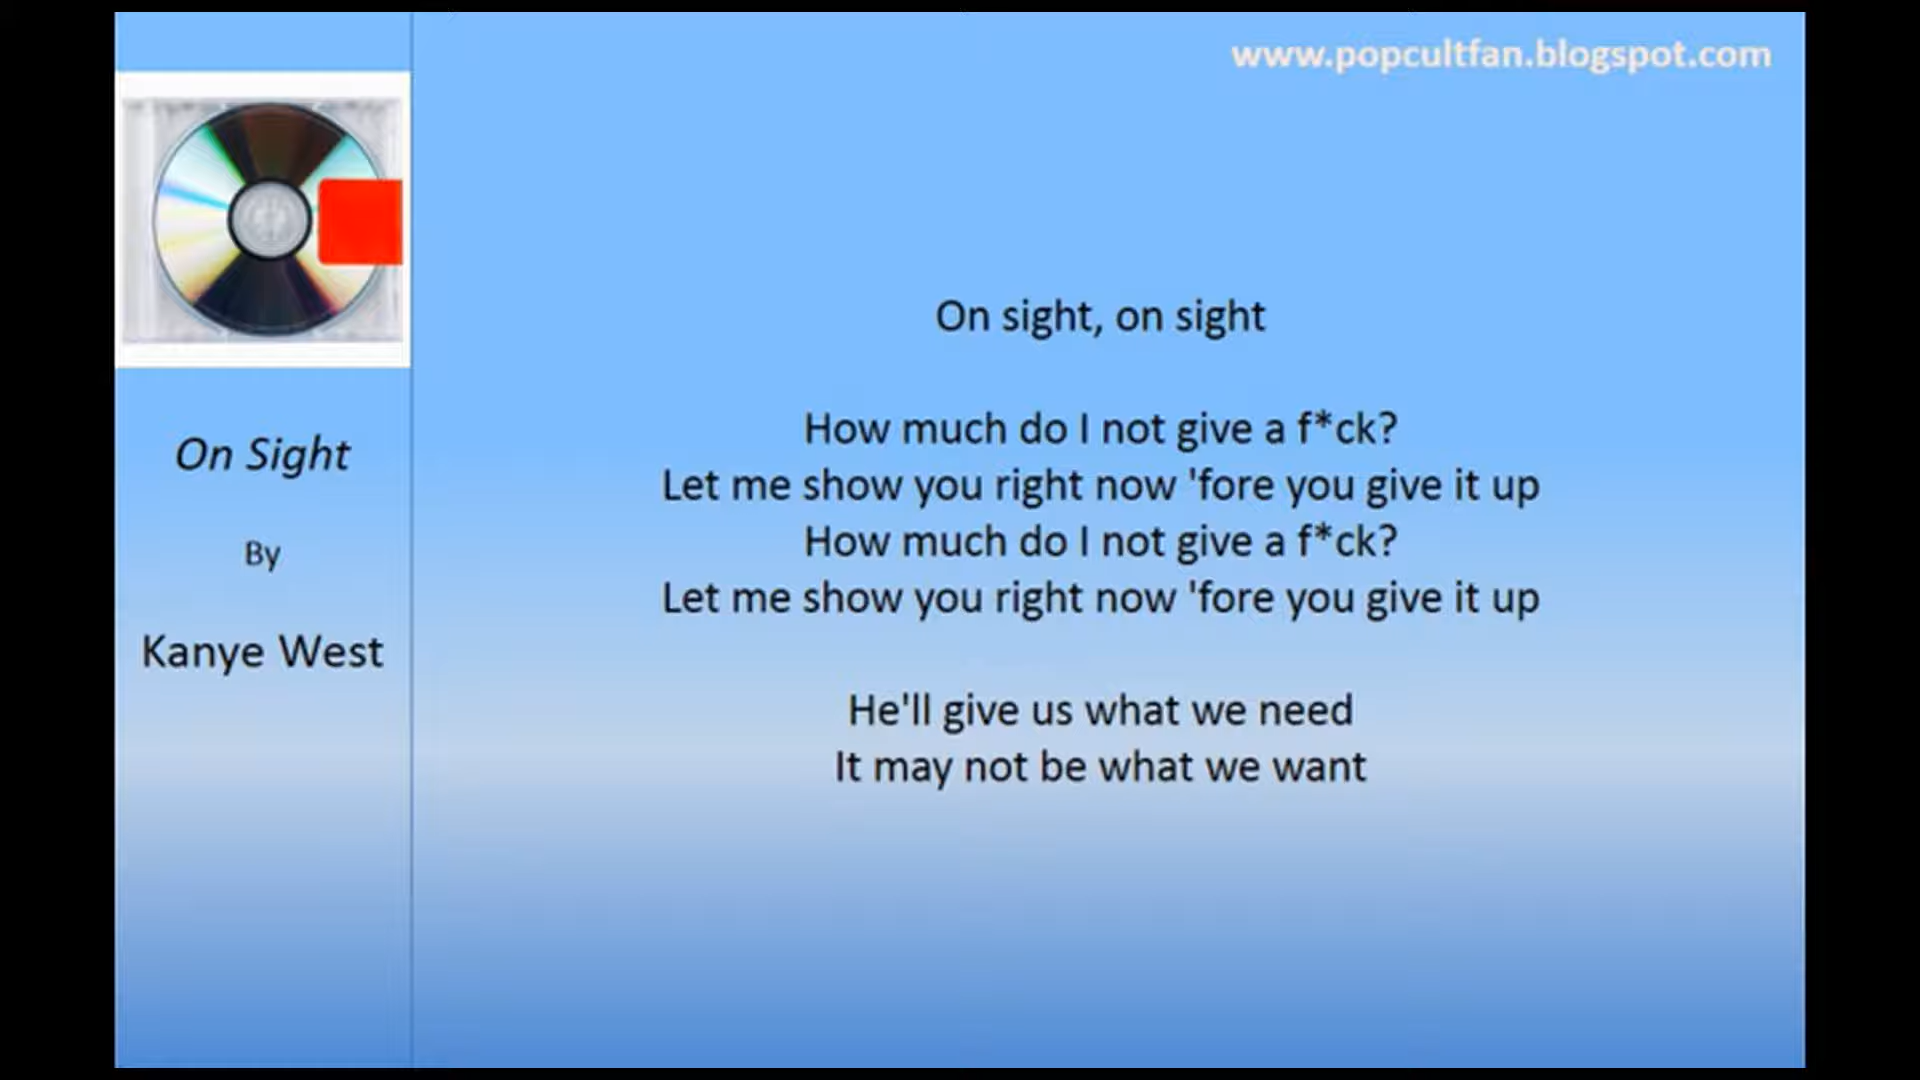 www.popcultfan.blogspot.com
On Sight
By
Kanye West
On sight, on sight
How much do I not give a f*ck?
Let me show you right now 'fore you give it up
How much do I not give a f*ck?
Let me show you right now 'fore you give it up
He'll give us what we need
It may not be what we want